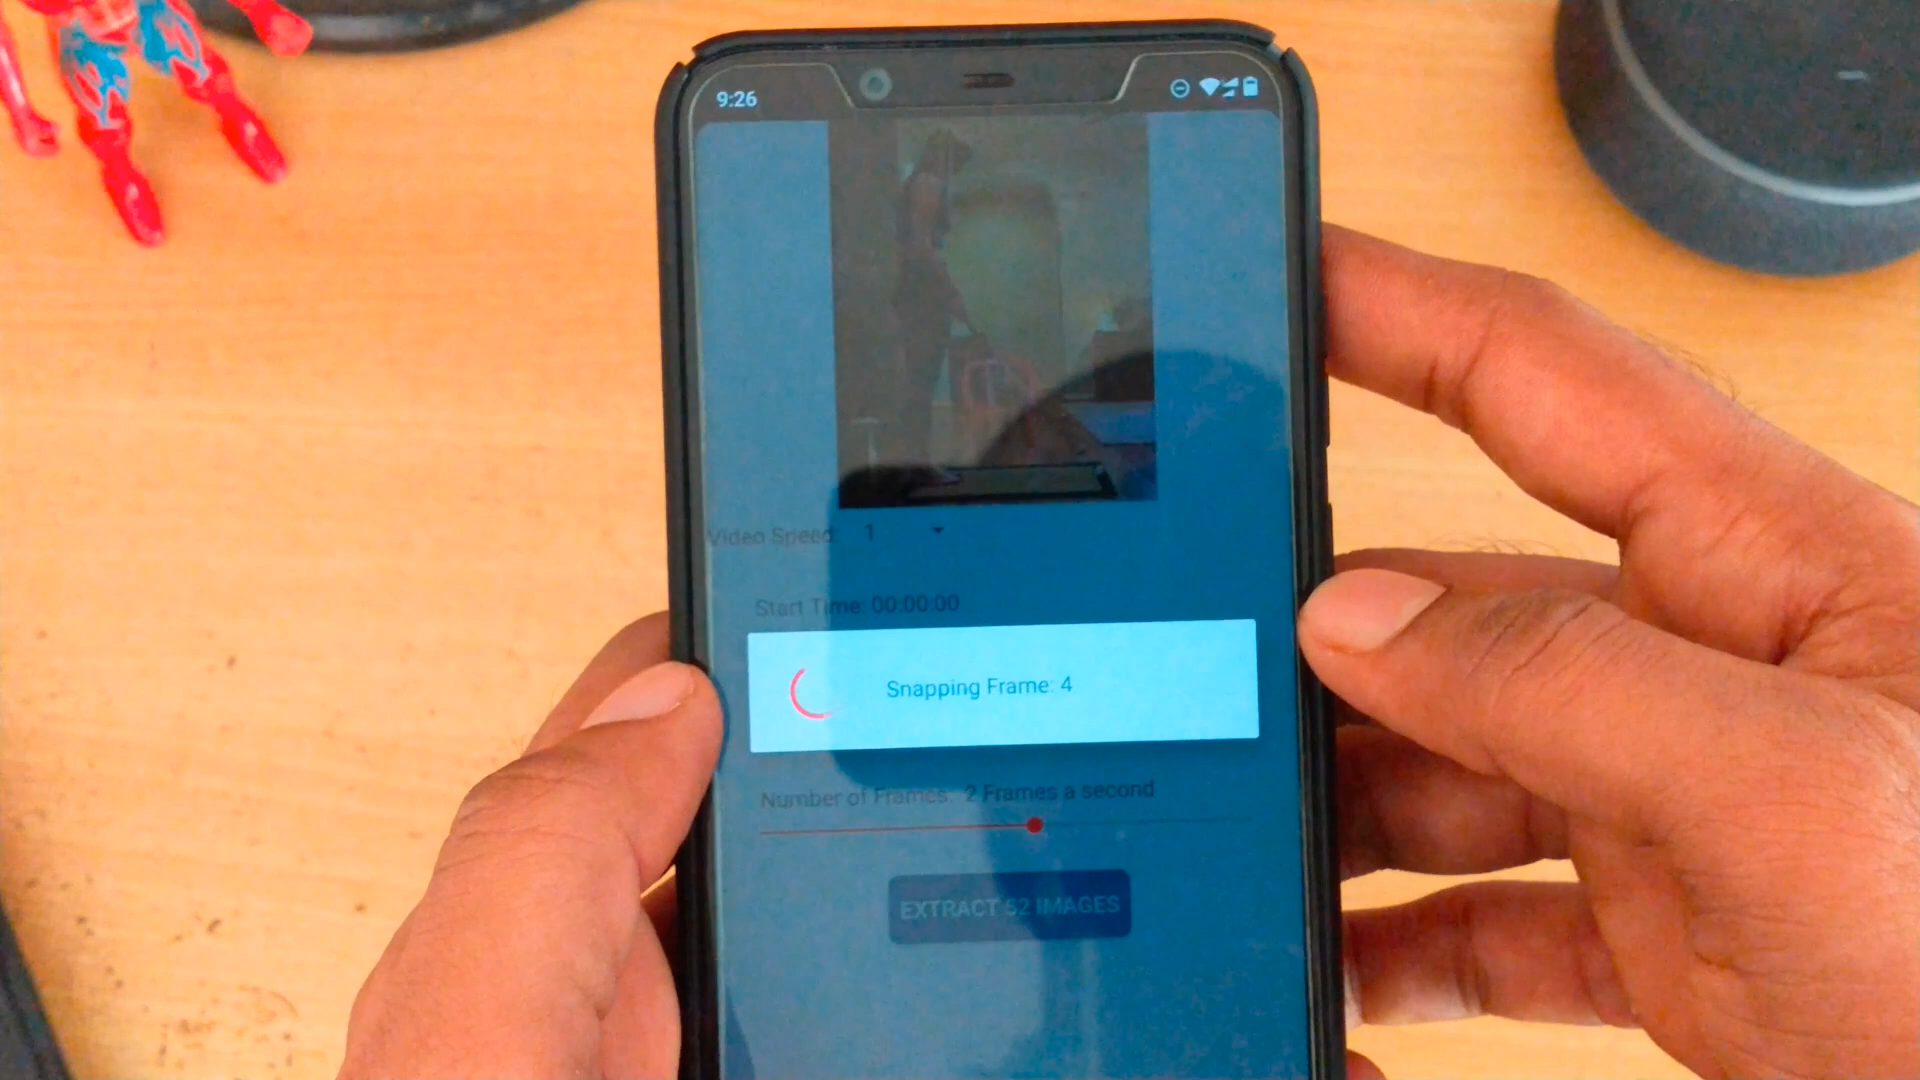 9:26
Video Speed: 1
Start Time: 00:00:00
Snapping Frame: 4
Number of Frames: 2 Frames a second
EXTRACT 52 IMAGES